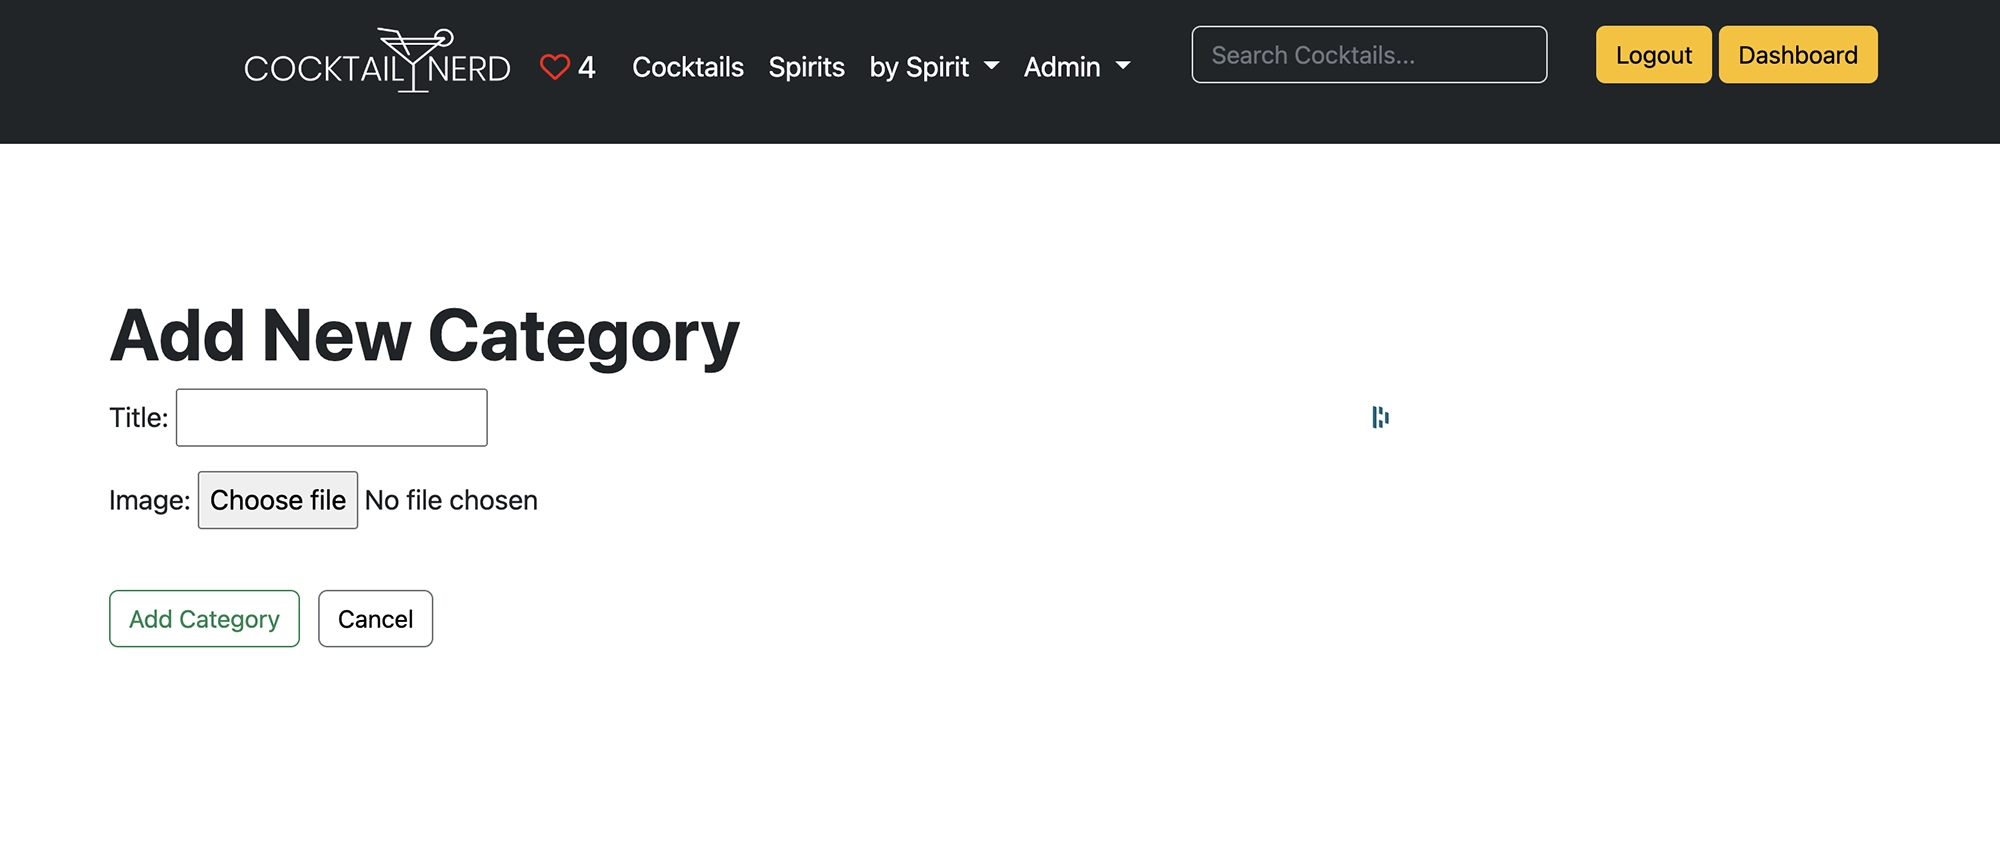 COCKTAIL NERD 4 Cocktails Spirits by Spirit Admin Search Cocktails... Logout Dashboard
Add New Category
Title:
Image: Choose file No file chosen
Add Category Cancel